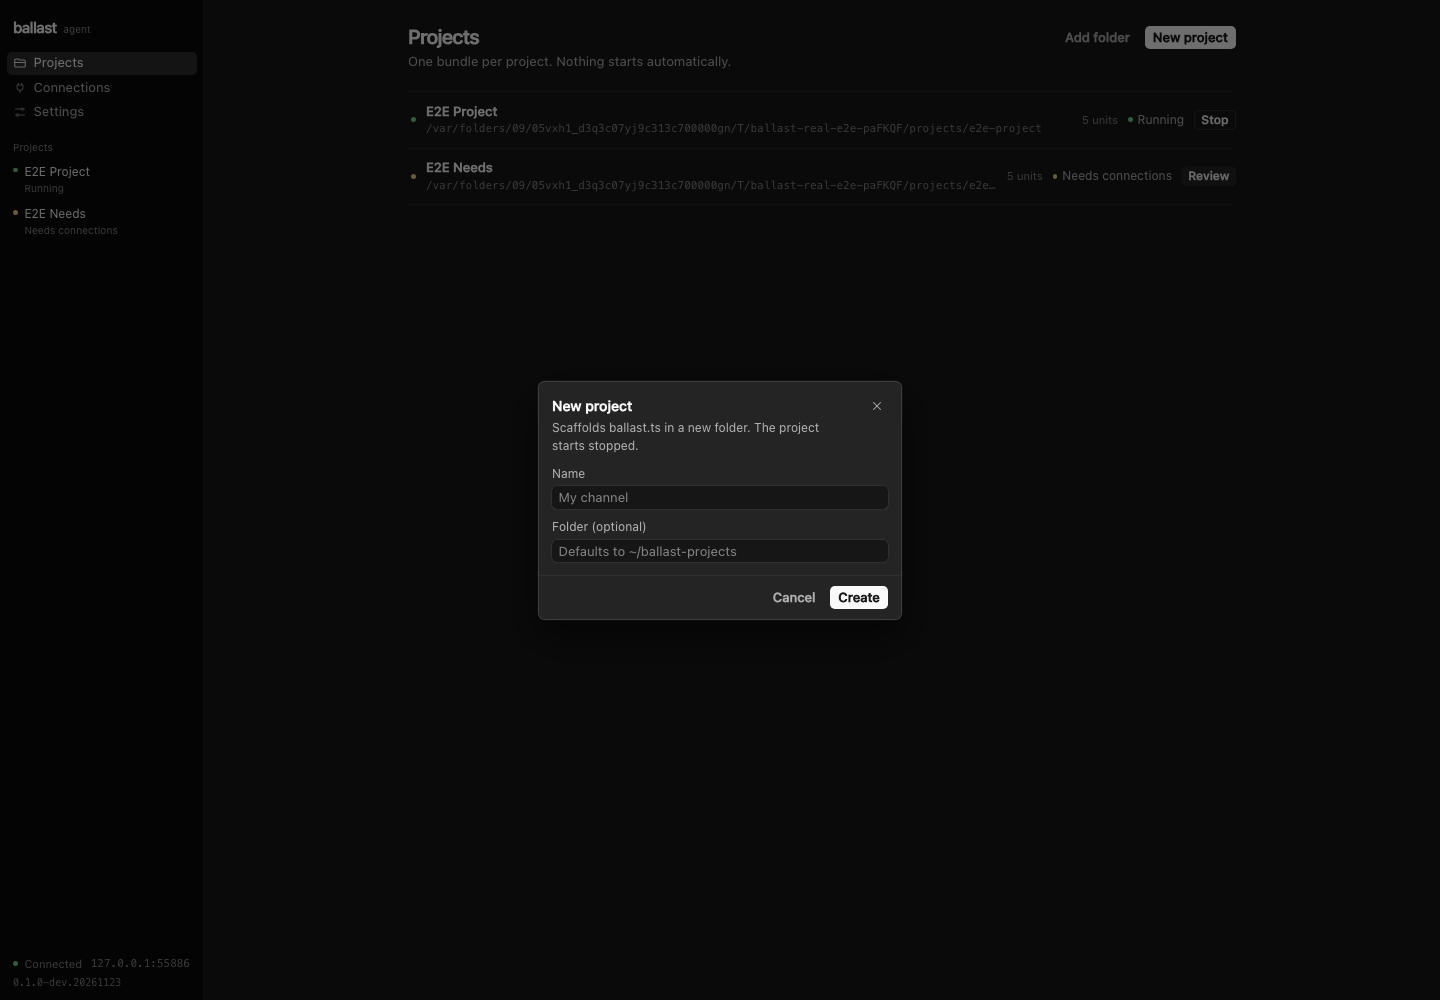 ballast agent
Projects
Connections
Settings
Projects
E2E Project
Running
E2E Needs
Needs connections
Connected 127.0.0.1:55886
0.1.0-dev.20261123
Projects
Add folder
New project
One bundle per project. Nothing starts automatically.
E2E Project
/var/folders/09/05vxh1_d3q3c07yj9c313c700000gn/T/ballast-real-e2e-paFKQF/projects/e2e-project
5 units
Running
Stop
E2E Needs
/var/folders/09/05vxh1_d3q3c07yj9c313c700000gn/T/ballast-real-e2e-paFKQF/projects/e2e…
5 units
Needs connections
Review
New project
Scaffolds ballast.ts in a new folder. The project
starts stopped.
Name
My channel
Folder (optional)
Defaults to ~/ballast-projects
Cancel
Create